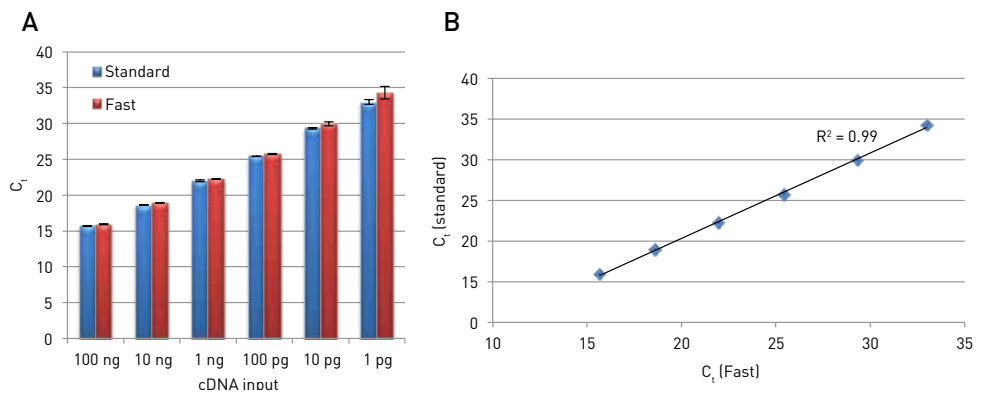 A
40
35
30
25
20
15
10
5
0
Ct
Standard
Fast
100 ng 10 ng 1 ng 100 pg 10 pg 1 pg
cDNA input
B
40
35
30
25
20
15
0
Ct (standard)
R² = 0.99
10 15 20 25 30 35
Ct (Fast)